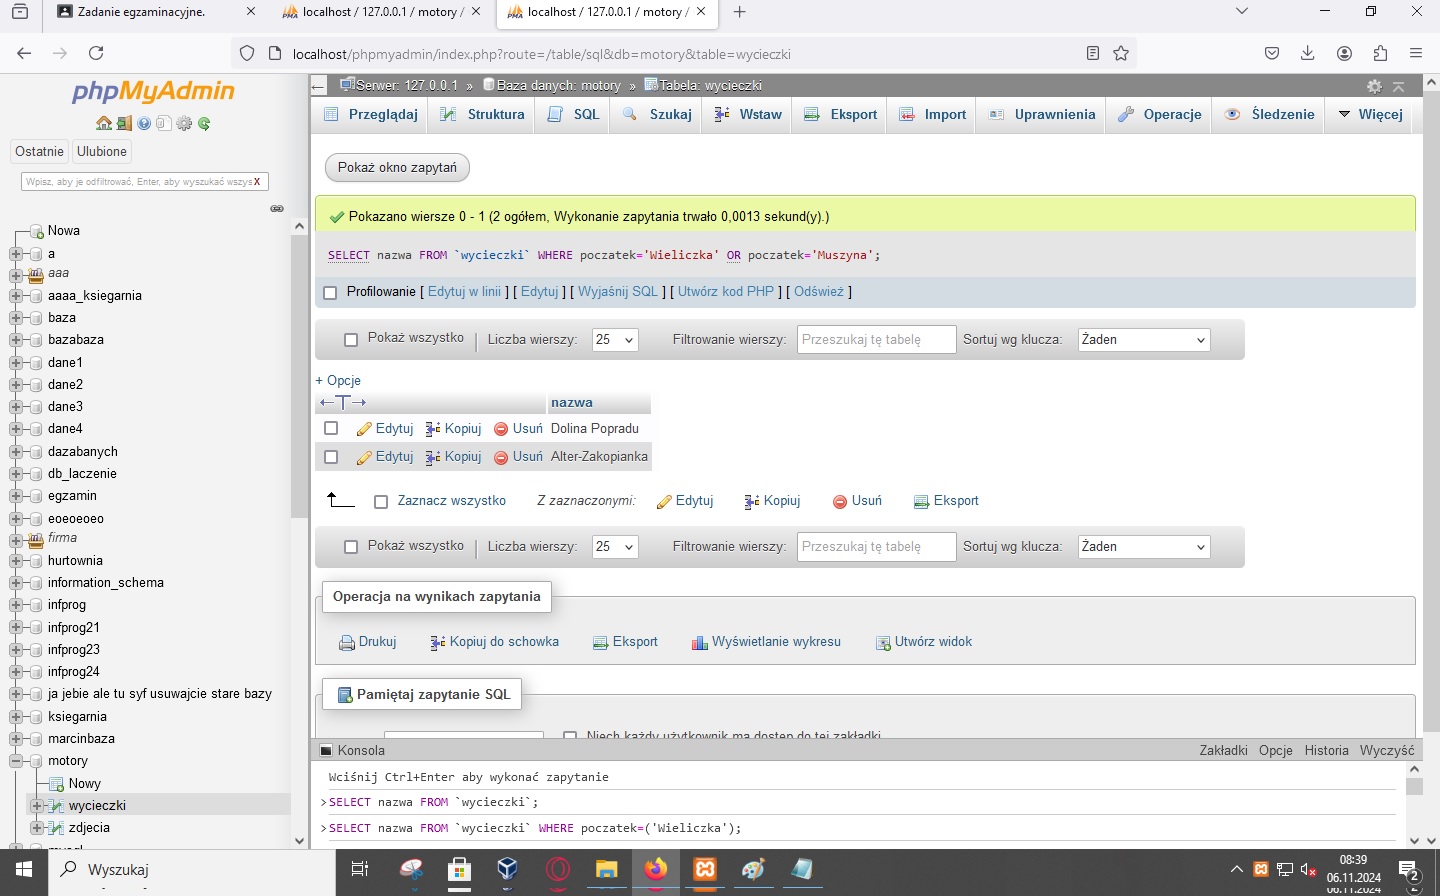 Zadanie egzaminacyjne.
localhost / 127.0.0.1 / motory /
localhost / 127.0.0.1 / motory /
localhost/phpmyadmin/index.php?route=/table/sql&db=motory&table=wycieczki
phpMyAdmin
Ostatnie
Ulubione
Wpisz, aby je odfiltrować, Enter, aby wyszukać wszys X
Nowa
a
aaa
aaaa_ksiegarnia
baza
bazabaza
dane1
dane2
dane3
dane4
dazabanych
db_laczenie
egzamin
eoeoeoeo
firma
hurtownia
information_schema
infprog
infprog21
infprog23
infprog24
ja jebie ale tu syf usuwajcie stare bazy
ksiegarnia
marcinbaza
motory
Nowy
wycieczki
zdjecia
Serwer: 127.0.0.1 » Baza danych: motory » Tabela: wycieczki
Przeglądaj Struktura SQL Szukaj Wstaw Eksport Import Uprawnienia Operacje Śledzenie Więcej
Pokaż okno zapytań
Pokazano wiersze 0 - 1 (2 ogółem, Wykonanie zapytania trwało 0,0013 sekund(y).)
SELECT nazwa FROM `wycieczki` WHERE poczatek='Wieliczka' OR poczatek='Muszyna';
Profilowanie [ Edytuj w linii ] [ Edytuj ] [ Wyjaśnij SQL ] [ Utwórz kod PHP ] [ Odśwież ]
Pokaż wszystko | Liczba wierszy: 25 Filtrowanie wierszy: Przeszukaj tę tabelę Sortuj wg klucza: Żaden
+ Opcje
←T→ nazwa
Edytuj Kopiuj Usuń Dolina Popradu
Edytuj Kopiuj Usuń Alter-Zakopianka
Zaznacz wszystko Z zaznaczonymi: Edytuj Kopiuj Usuń Eksport
Pokaż wszystko | Liczba wierszy: 25 Filtrowanie wierszy: Przeszukaj tę tabelę Sortuj wg klucza: Żaden
Operacja na wynikach zapytania
Drukuj Kopiuj do schowka Eksport Wyświetlanie wykresu Utwórz widok
Pamiętaj zapytanie SQL
Niech każdy użytkownik ma dostęp do tej zakładki
Konsola Zakładki Opcje Historia Wyczyść
Wciśnij Ctrl+Enter aby wykonać zapytanie
>SELECT nazwa FROM `wycieczki`;
>SELECT nazwa FROM `wycieczki` WHERE poczatek=('Wieliczka');
Wyszukaj
08:39
06.11.2024
2